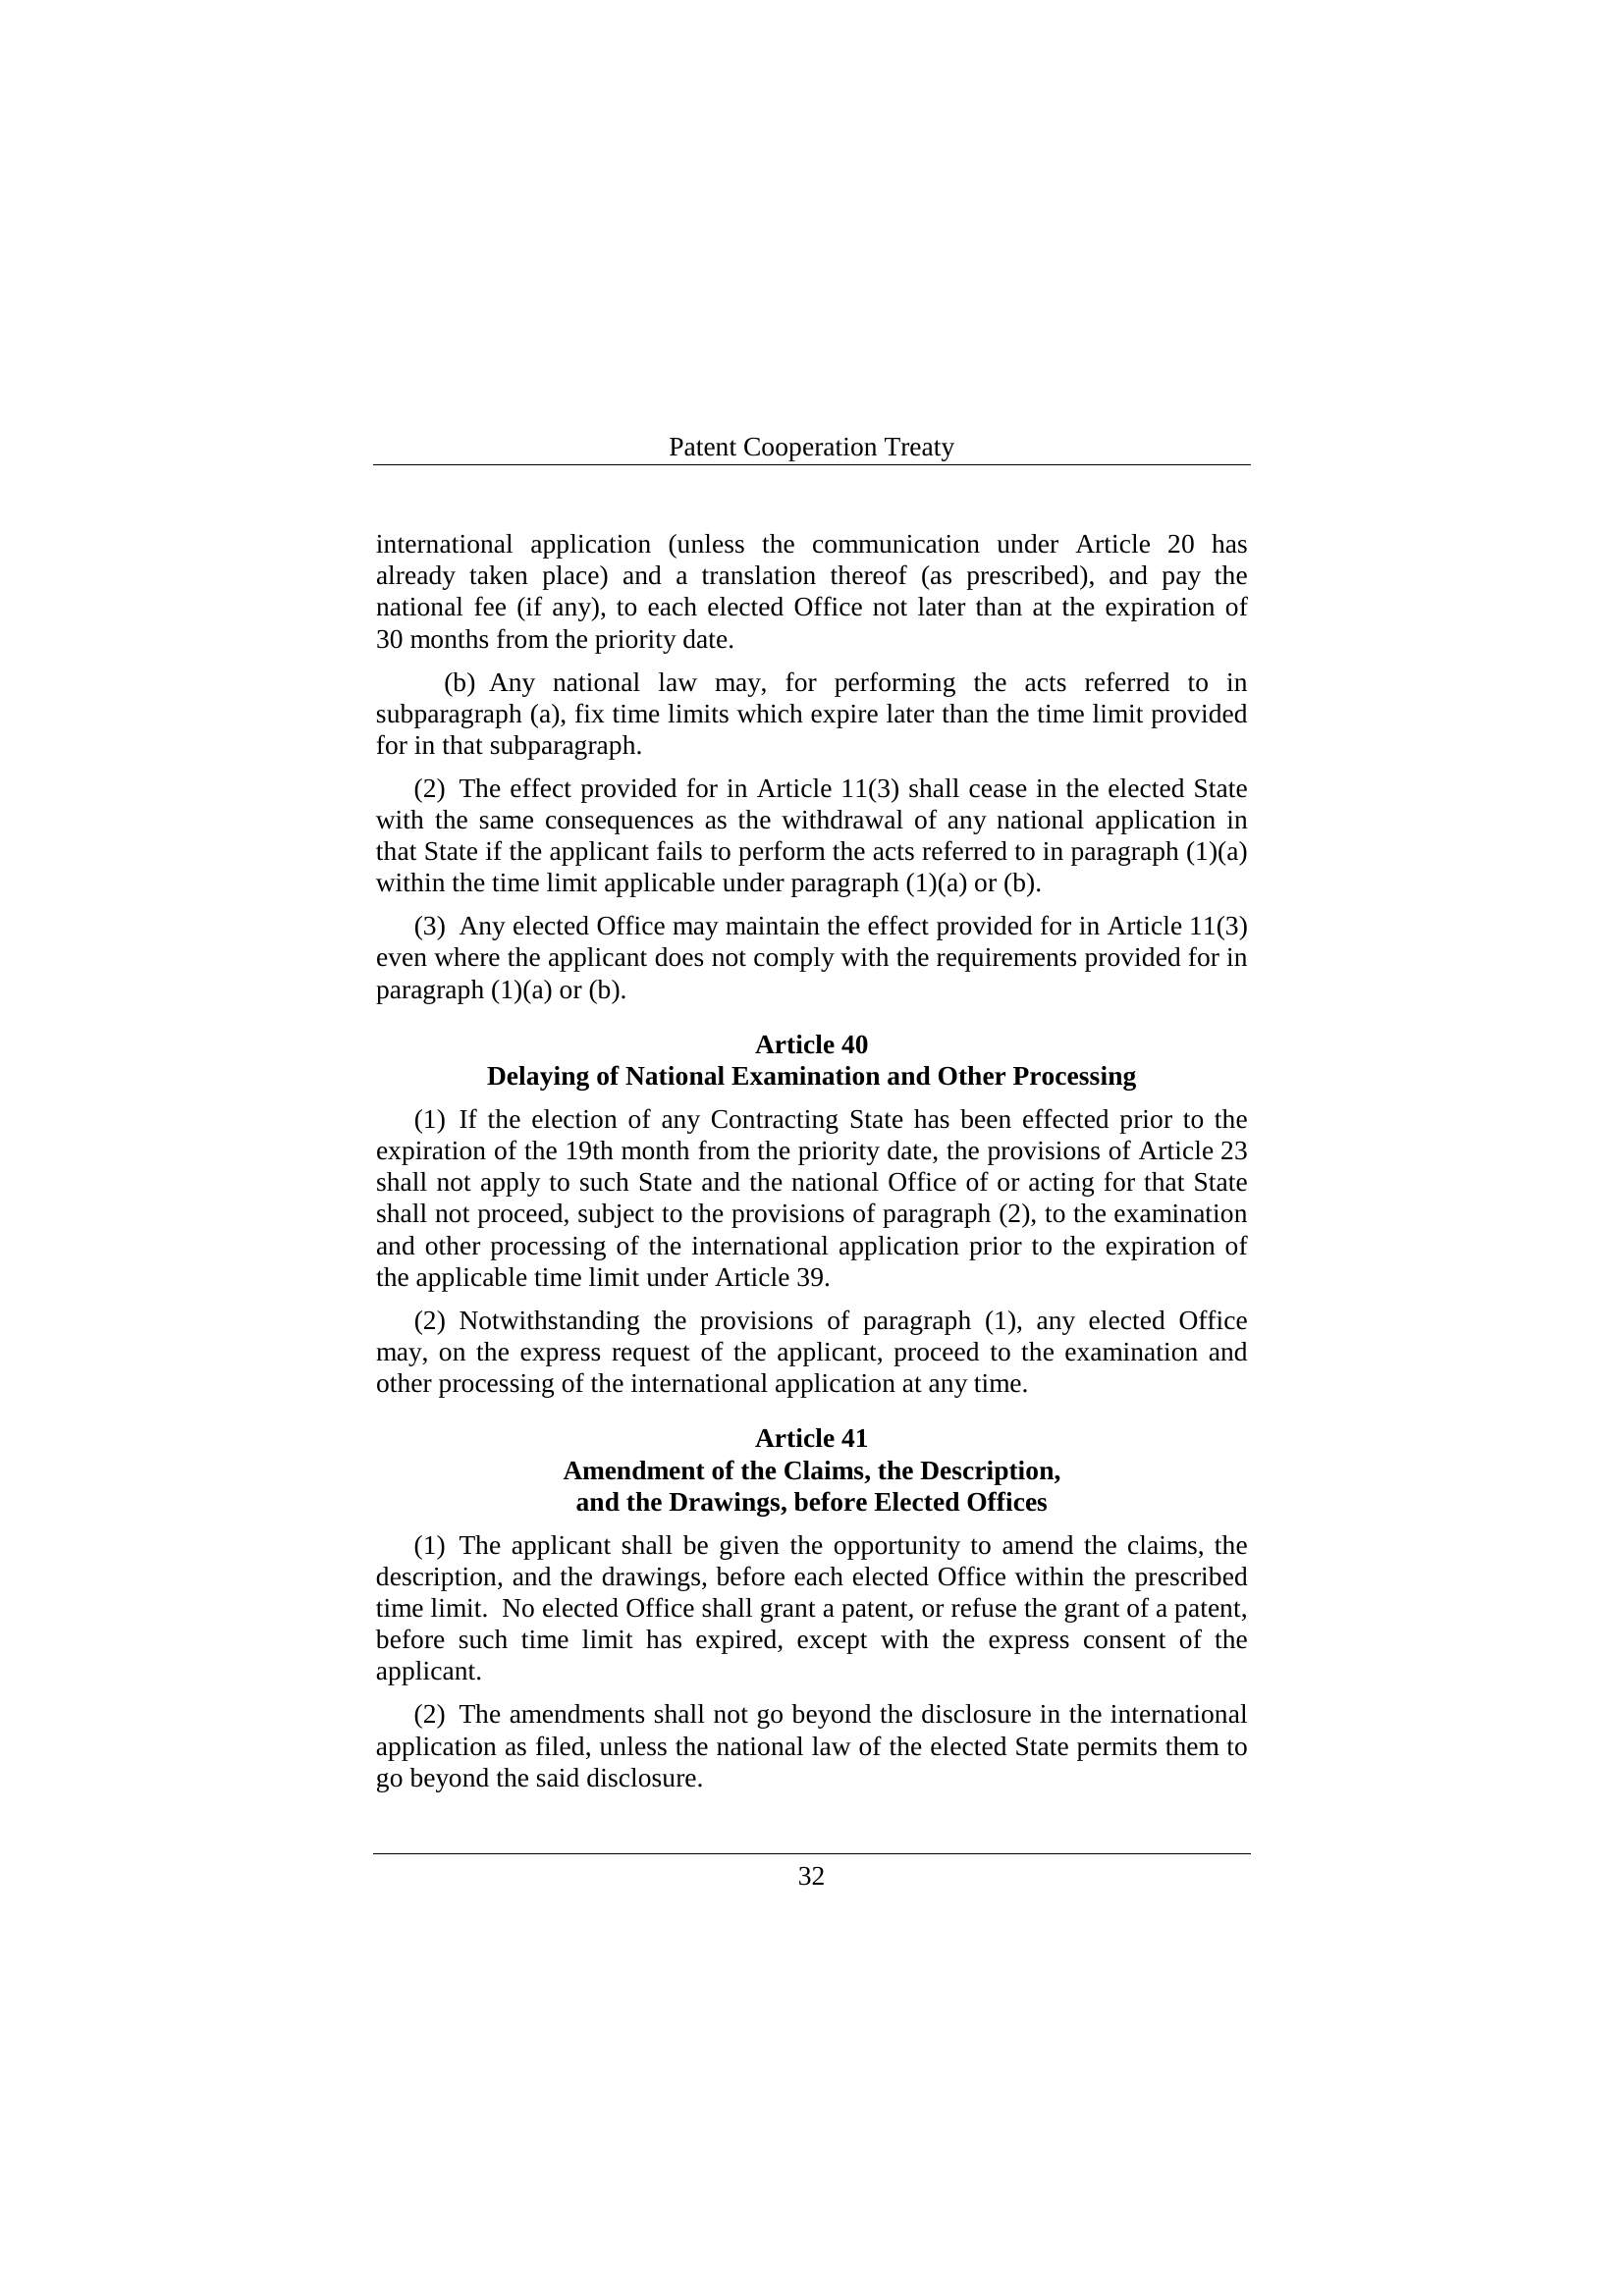 Patent Cooperation Treaty
international application (unless the communication under Article 20 has
already taken place) and a translation thereof (as prescribed), and pay the
national fee (if any), to each elected Office not later than at the expiration of
30 months from the priority date.
(b) Any national law may, for performing the acts referred to in
subparagraph (a), fix time limits which expire later than the time limit provided
for in that subparagraph.
(2) The effect provided for in Article 11(3) shall cease in the elected State
with the same consequences as the withdrawal of any national application in
that State if the applicant fails to perform the acts referred to in paragraph (1)(a)
within the time limit applicable under paragraph (1)(a) or (b).
(3) Any elected Office may maintain the effect provided for in Article 11(3)
even where the applicant does not comply with the requirements provided for in
paragraph (1)(a) or (b).
Article 40
Delaying of National Examination and Other Processing
(1) If the election of any Contracting State has been effected prior to the
expiration of the 19th month from the priority date, the provisions of Article 23
shall not apply to such State and the national Office of or acting for that State
shall not proceed, subject to the provisions of paragraph (2), to the examination
and other processing of the international application prior to the expiration of
the applicable time limit under Article 39.
(2) Notwithstanding the provisions of paragraph (1), any elected Office
may, on the express request of the applicant, proceed to the examination and
other processing of the international application at any time.
Article 41
Amendment of the Claims, the Description,
and the Drawings, before Elected Offices
(1) The applicant shall be given the opportunity to amend the claims, the
description, and the drawings, before each elected Office within the prescribed
time limit. No elected Office shall grant a patent, or refuse the grant of a patent,
before such time limit has expired, except with the express consent of the
applicant.
(2) The amendments shall not go beyond the disclosure in the international
application as filed, unless the national law of the elected State permits them to
go beyond the said disclosure.
32